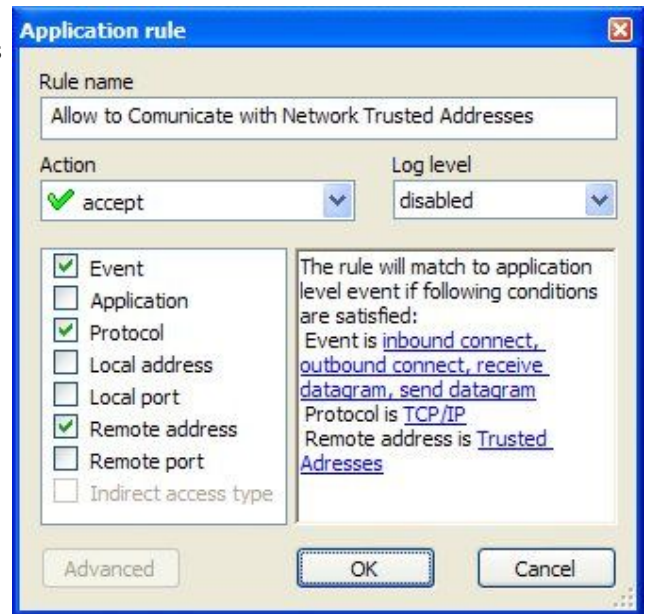 Application rule
s
Rule name
Allow to Comunicate with Network Trusted Addresses
Action
Log level
accept
disabled
Event
Application
Protocol
Local address
Local port
Remote address
Remote port
Indirect access type
The rule will match to application
level event if following conditions
are satisfied:
Event is inbound connect,
outbound connect, receive
datagram, send datagram
Protocol is TCP/IP
Remote address is Trusted
Adresses
Advanced
OK
Cancel